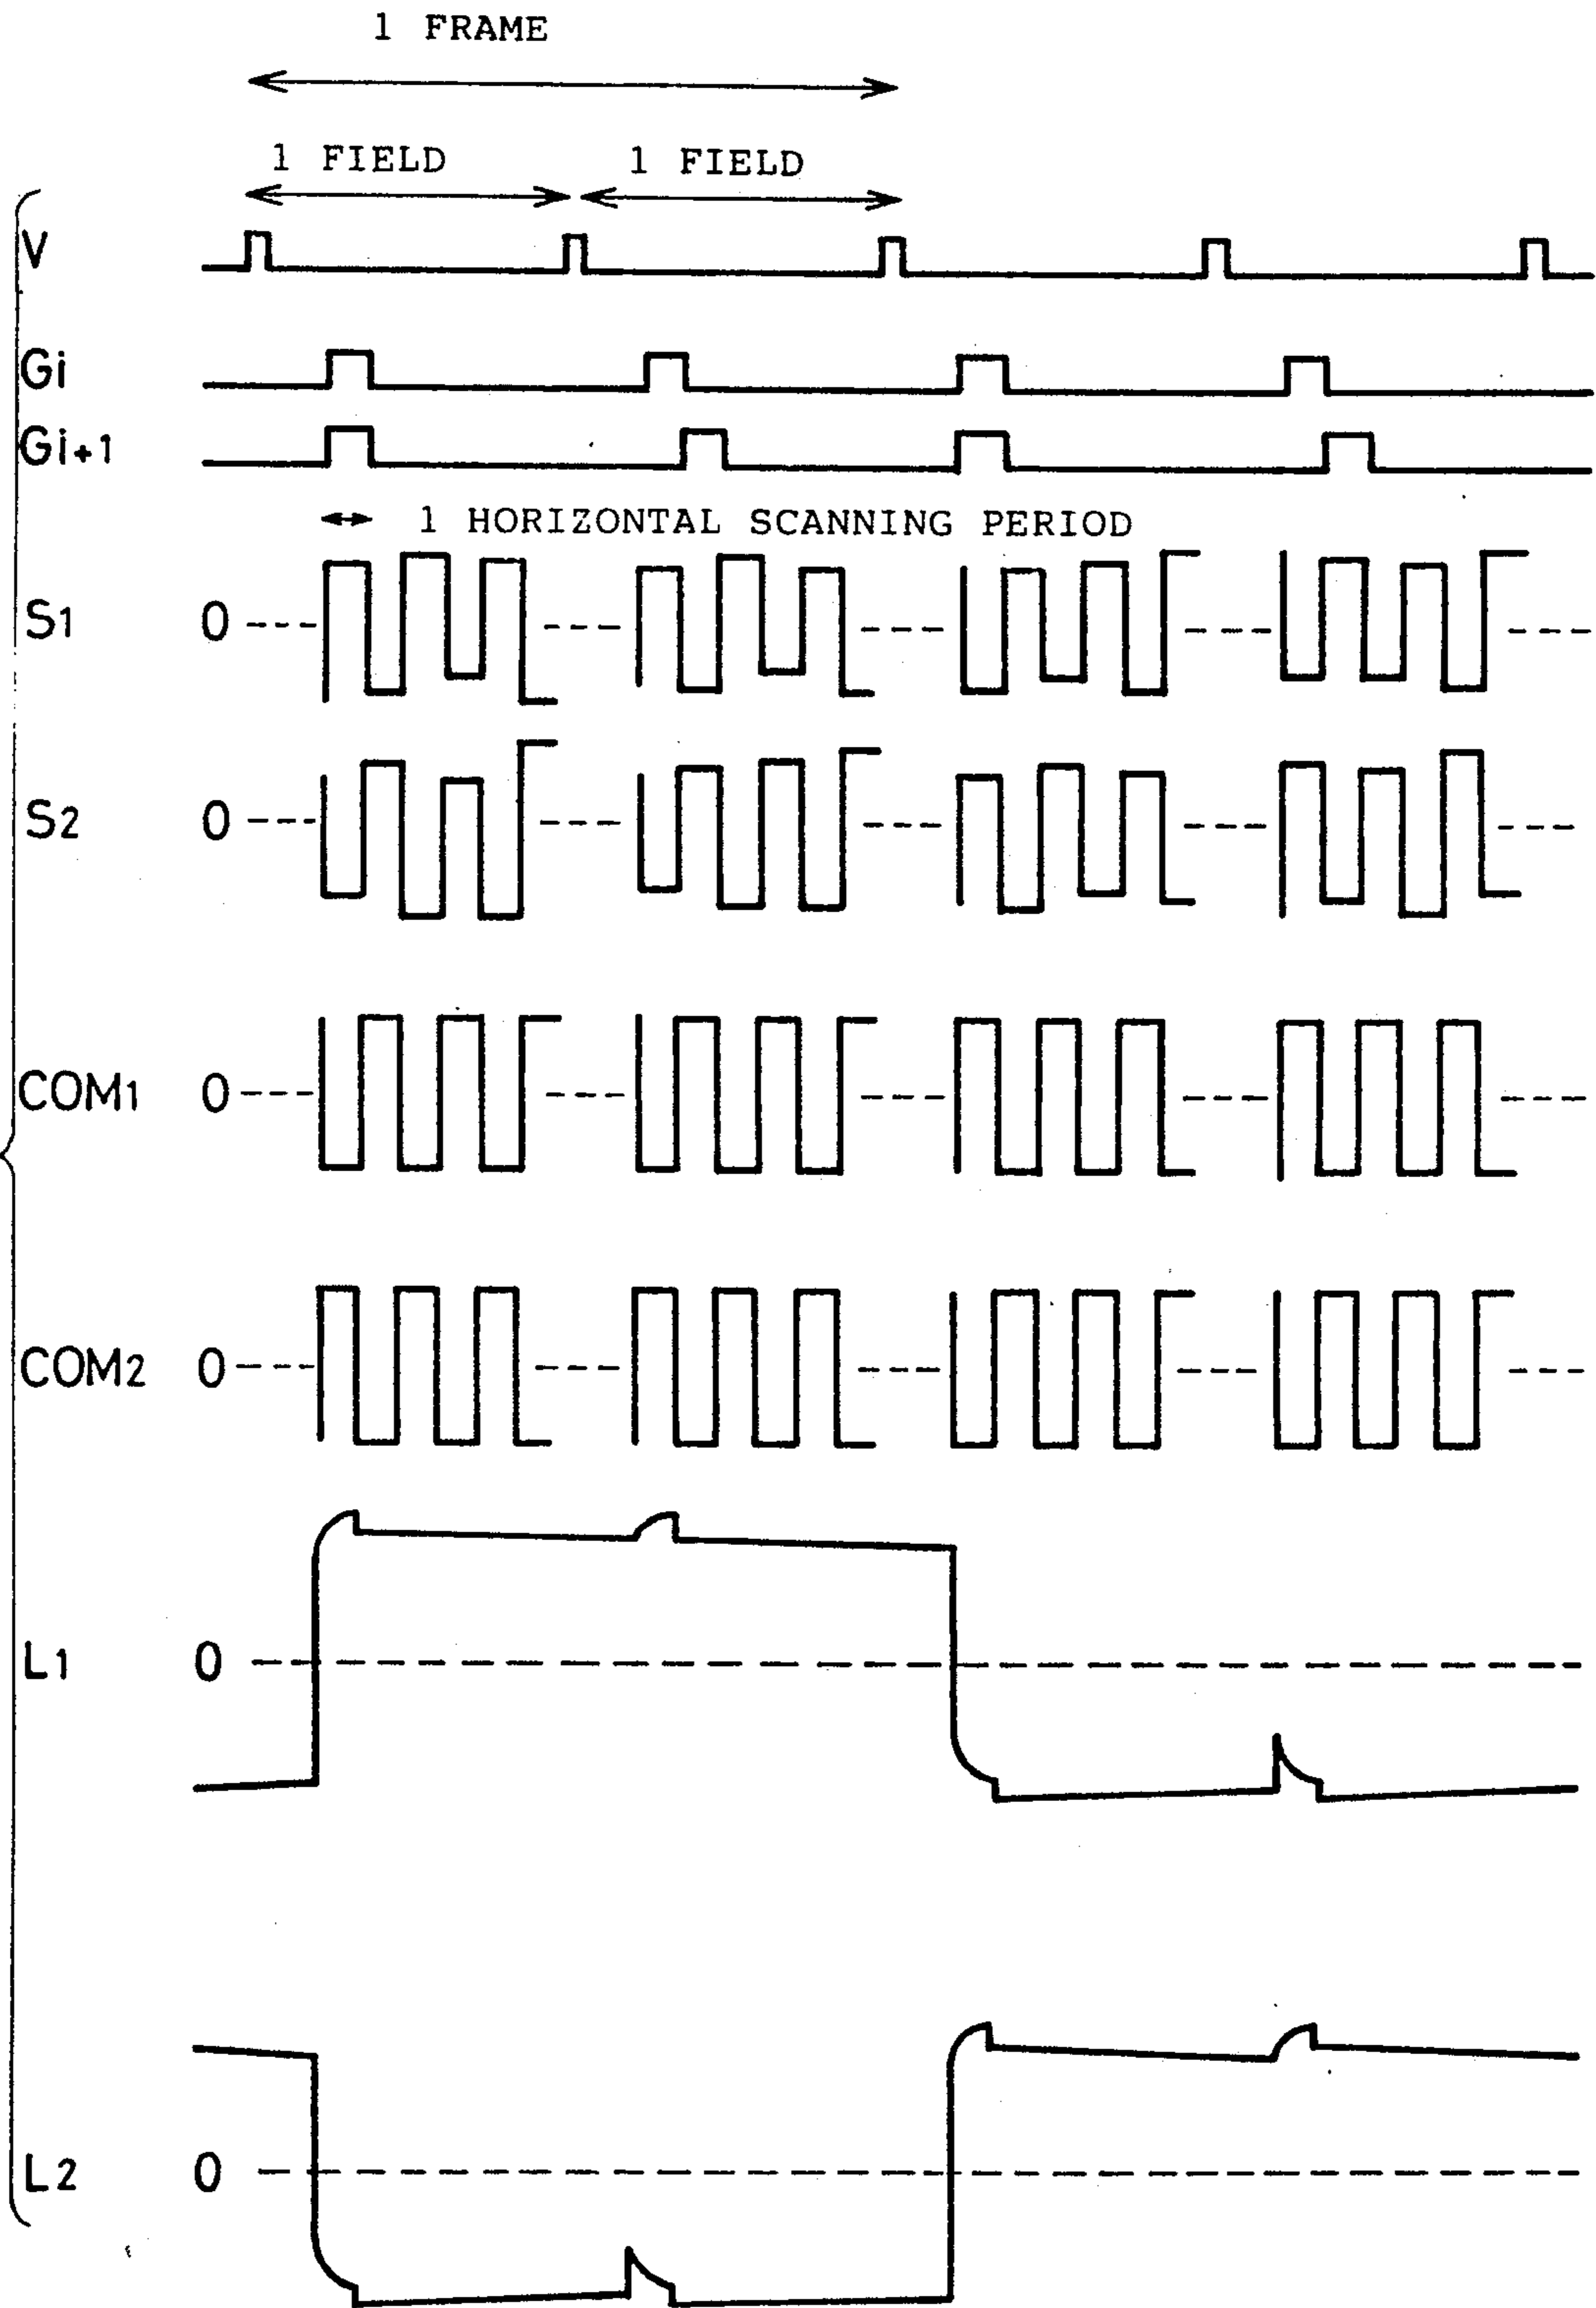 1 FRAME
1 FIELD 1 FIELD
V
Gi
Gi+1
1 HORIZONTAL SCANNING PERIOD
S1 0
S2 0
COM1 0
COM2 0
L1 0
L2 0